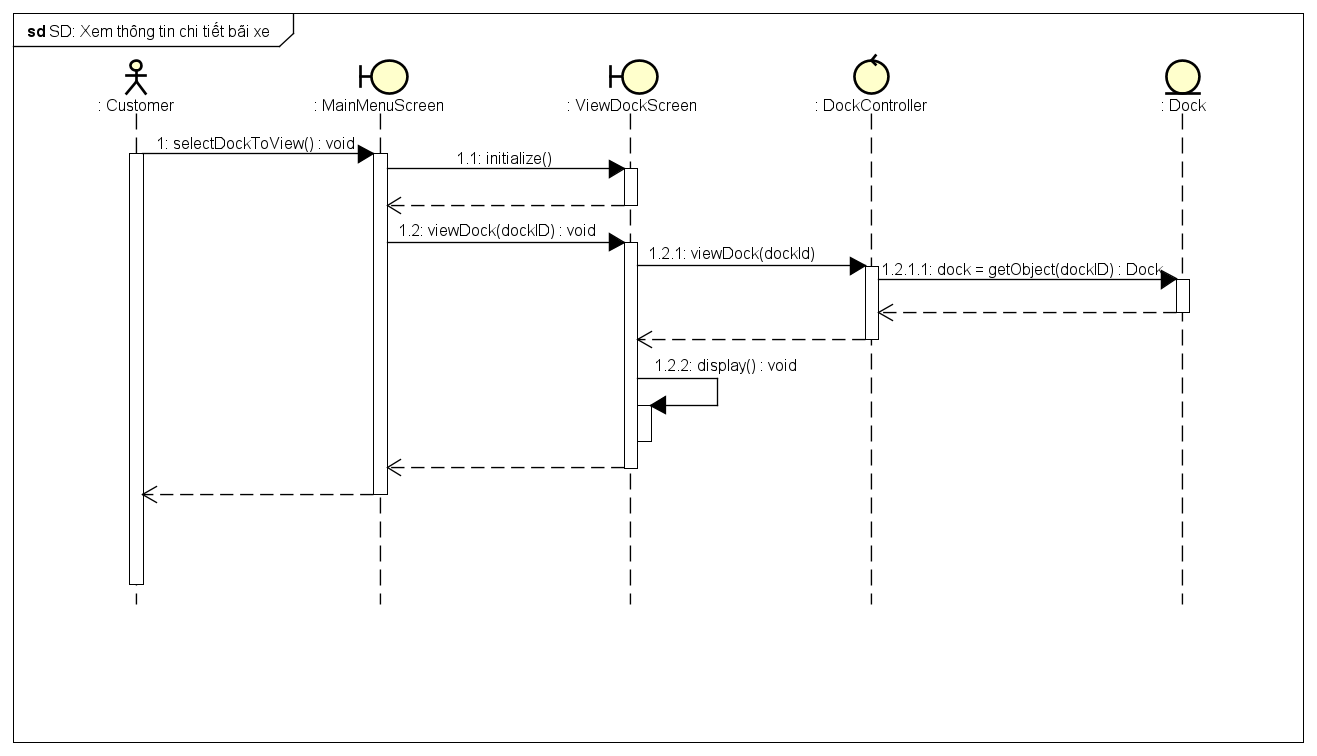 sd SD: Xem thông tin chi tiết bãi xe
: Customer
: MainMenuScreen
: ViewDockScreen
: DockController
: Dock
1: selectDockToView() : void
1.1: initialize()
1.2: viewDock(dockID) : void
1.2.1: viewDock(dockId)
1.2.1.1: dock = getObject(dockID) : Dock
1.2.2: display() : void